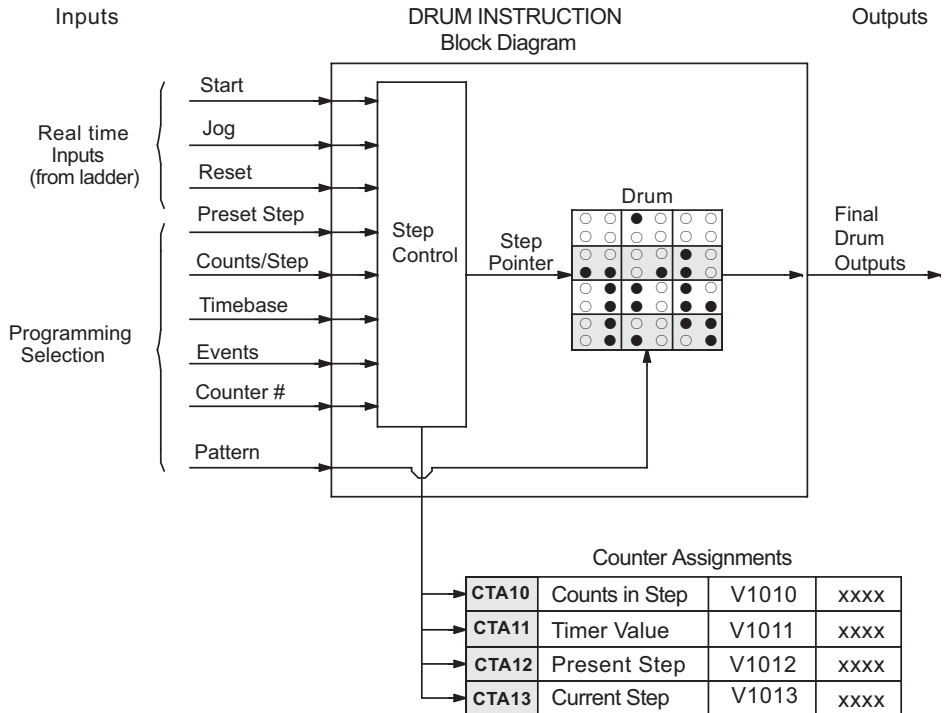 Inputs
DRUM INSTRUCTION
Block Diagram
Outputs
Real time
Inputs
(from ladder)
Start
Jog
Reset
Programming
Selection
Preset Step
Counts/Step
Timebase
Events
Counter #
Pattern
Step
Control
Step
Pointer
Drum
Final
Drum
Outputs
Counter Assignments
CTA10 Counts in Step V1010 xxxx
CTA11 Timer Value V1011 xxxx
CTA12 Present Step V1012 xxxx
CTA13 Current Step V1013 xxxx